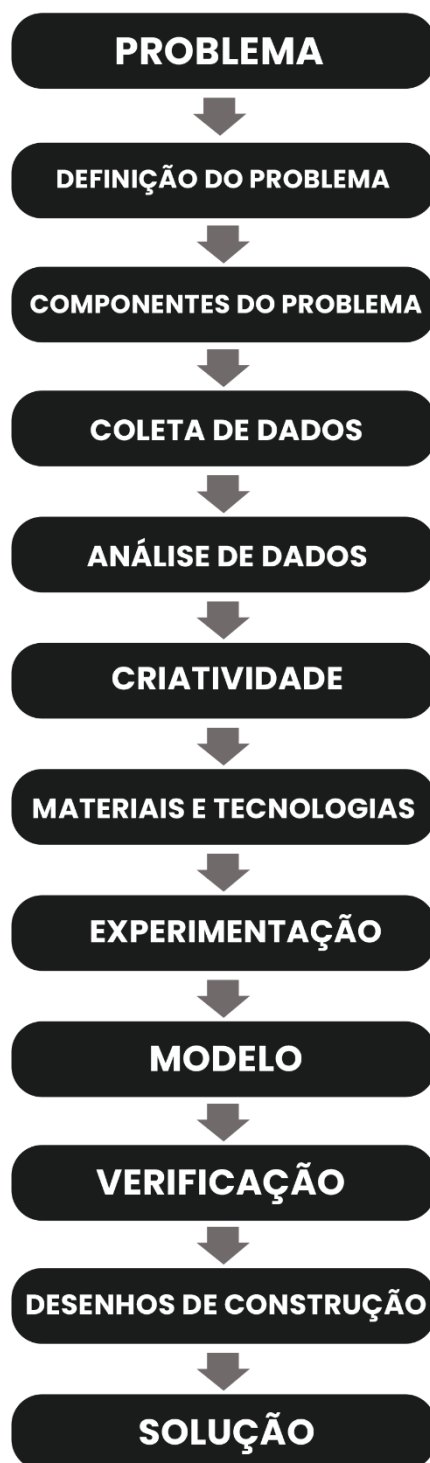 PROBLEMA
DEFINIÇÃO DO PROBLEMA
COMPONENTES DO PROBLEMA
COLETA DE DADOS
ANÁLISE DE DADOS
CRIATIVIDADE
MATERIAIS E TECNOLOGIAS
EXPERIMENTAÇÃO
MODELO
VERIFICAÇÃO
DESENHOS DE CONSTRUÇÃO
SOLUÇÃO